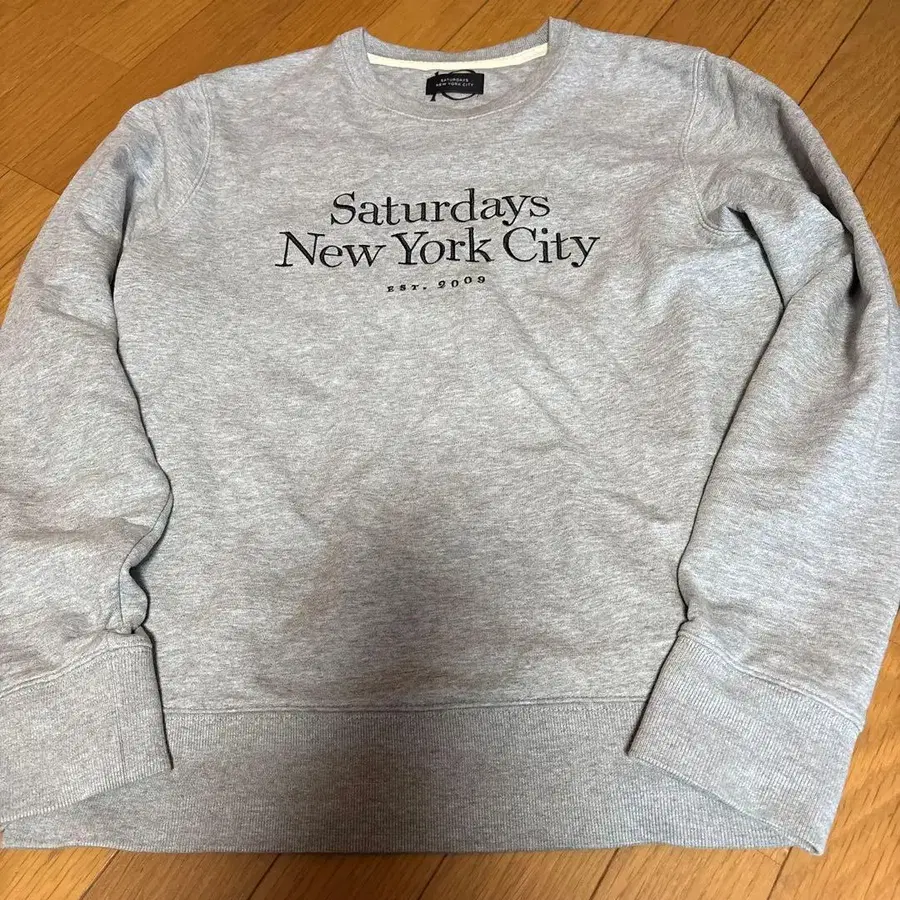 SATURDAYS
NEW YORK CITY
Saturdays
New York City
EST. 2009